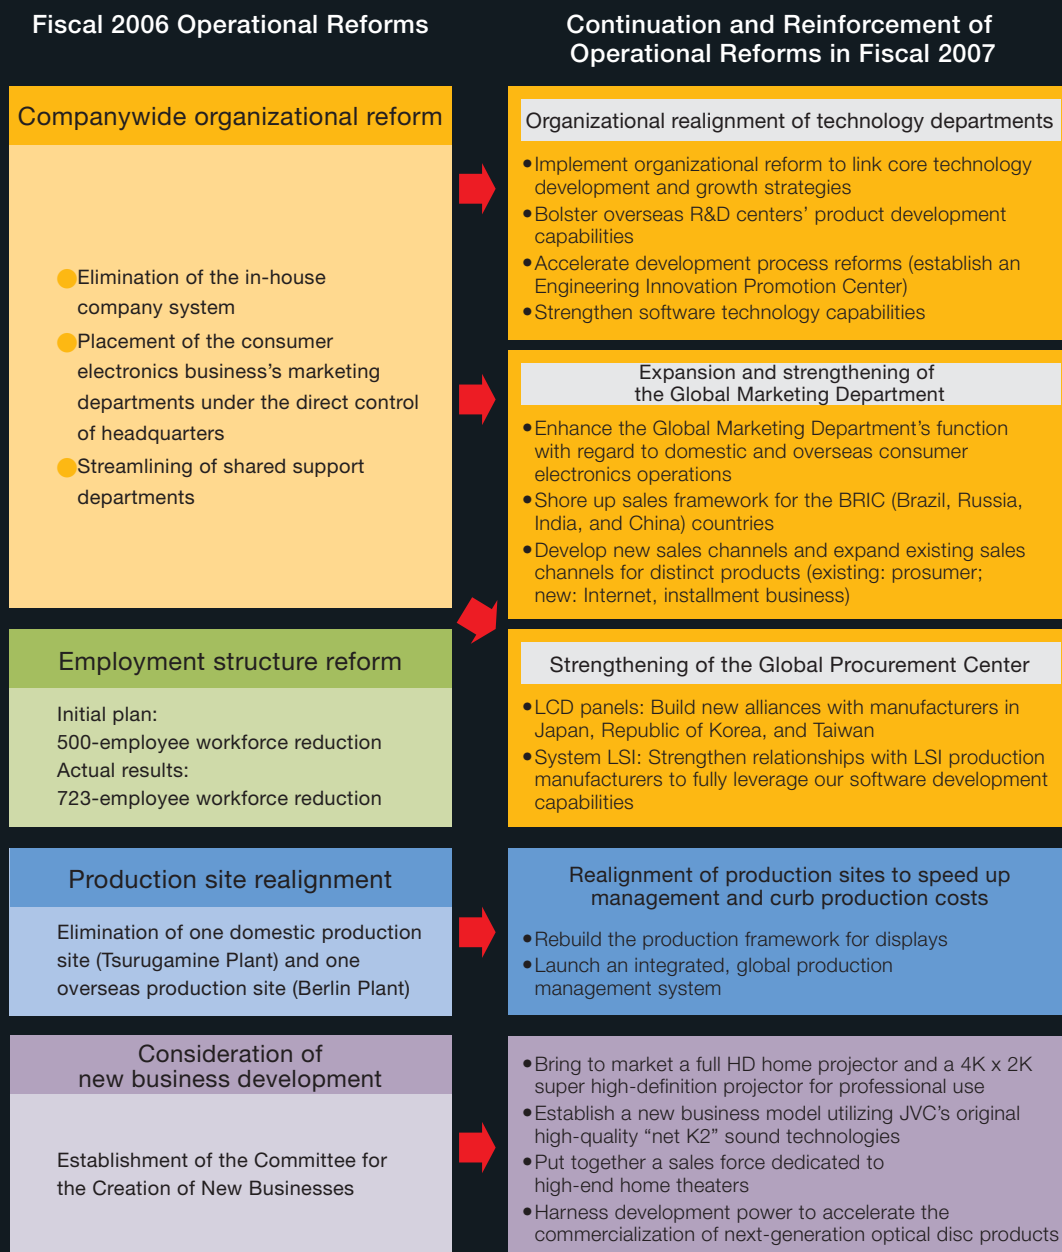 Fiscal 2006 Operational Reforms
Companywide organizational reform
Elimination of the in-house
company system
Placement of the consumer
electronics business's marketing
departments under the direct control
of headquarters
Streamlining of shared support
departments
Employment structure reform
Initial plan:
500-employee workforce reduction
Actual results:
723-employee workforce reduction
Production site realignment
Elimination of one domestic production
site (Tsurugamine Plant) and one
overseas production site (Berlin Plant)
Consideration of
new business development
Establishment of the Committee for
the Creation of New Businesses
Continuation and Reinforcement of
Operational Reforms in Fiscal 2007
Organizational realignment of technology departments
•Implement organizational reform to link core technology
development and growth strategies
•Bolster overseas R&D centers' product development
capabilities
•Accelerate development process reforms (establish an
Engineering Innovation Promotion Center)
•Strengthen software technology capabilities
Expansion and strengthening of
the Global Marketing Department
•Enhance the Global Marketing Department's function
with regard to domestic and overseas consumer
electronics operations
•Shore up sales framework for the BRIC (Brazil, Russia,
India, and China) countries
•Develop new sales channels and expand existing sales
channels for distinct products (existing: prosumer;
new: Internet, installment business)
Strengthening of the Global Procurement Center
•LCD panels: Build new alliances with manufacturers in
Japan, Republic of Korea, and Taiwan
•System LSI: Strengthen relationships with LSI production
manufacturers to fully leverage our software development
capabilities
Realignment of production sites to speed up
management and curb production costs
•Rebuild the production framework for displays
•Launch an integrated, global production
management system
•Bring to market a full HD home projector and a 4K x 2K
super high-definition projector for professional use
•Establish a new business model utilizing JVC's original
high-quality “net K2” sound technologies
•Put together a sales force dedicated to
high-end home theaters
•Harness development power to accelerate the
commercialization of next-generation optical disc products